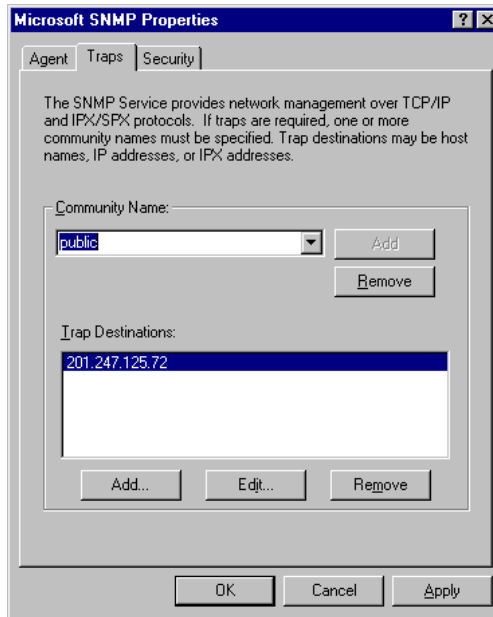 Microsoft SNMP Properties
Agent Traps Security
The SNMP Service provides network management over TCP/IP
and IPX/SPX protocols. If traps are required, one or more
community names must be specified. Trap destinations may be host
names, IP addresses, or IPX addresses.
Community Name:
public Add
Remove
Trap Destinations:
201.247.125.72
Add... Edit... Remove
OK Cancel Apply